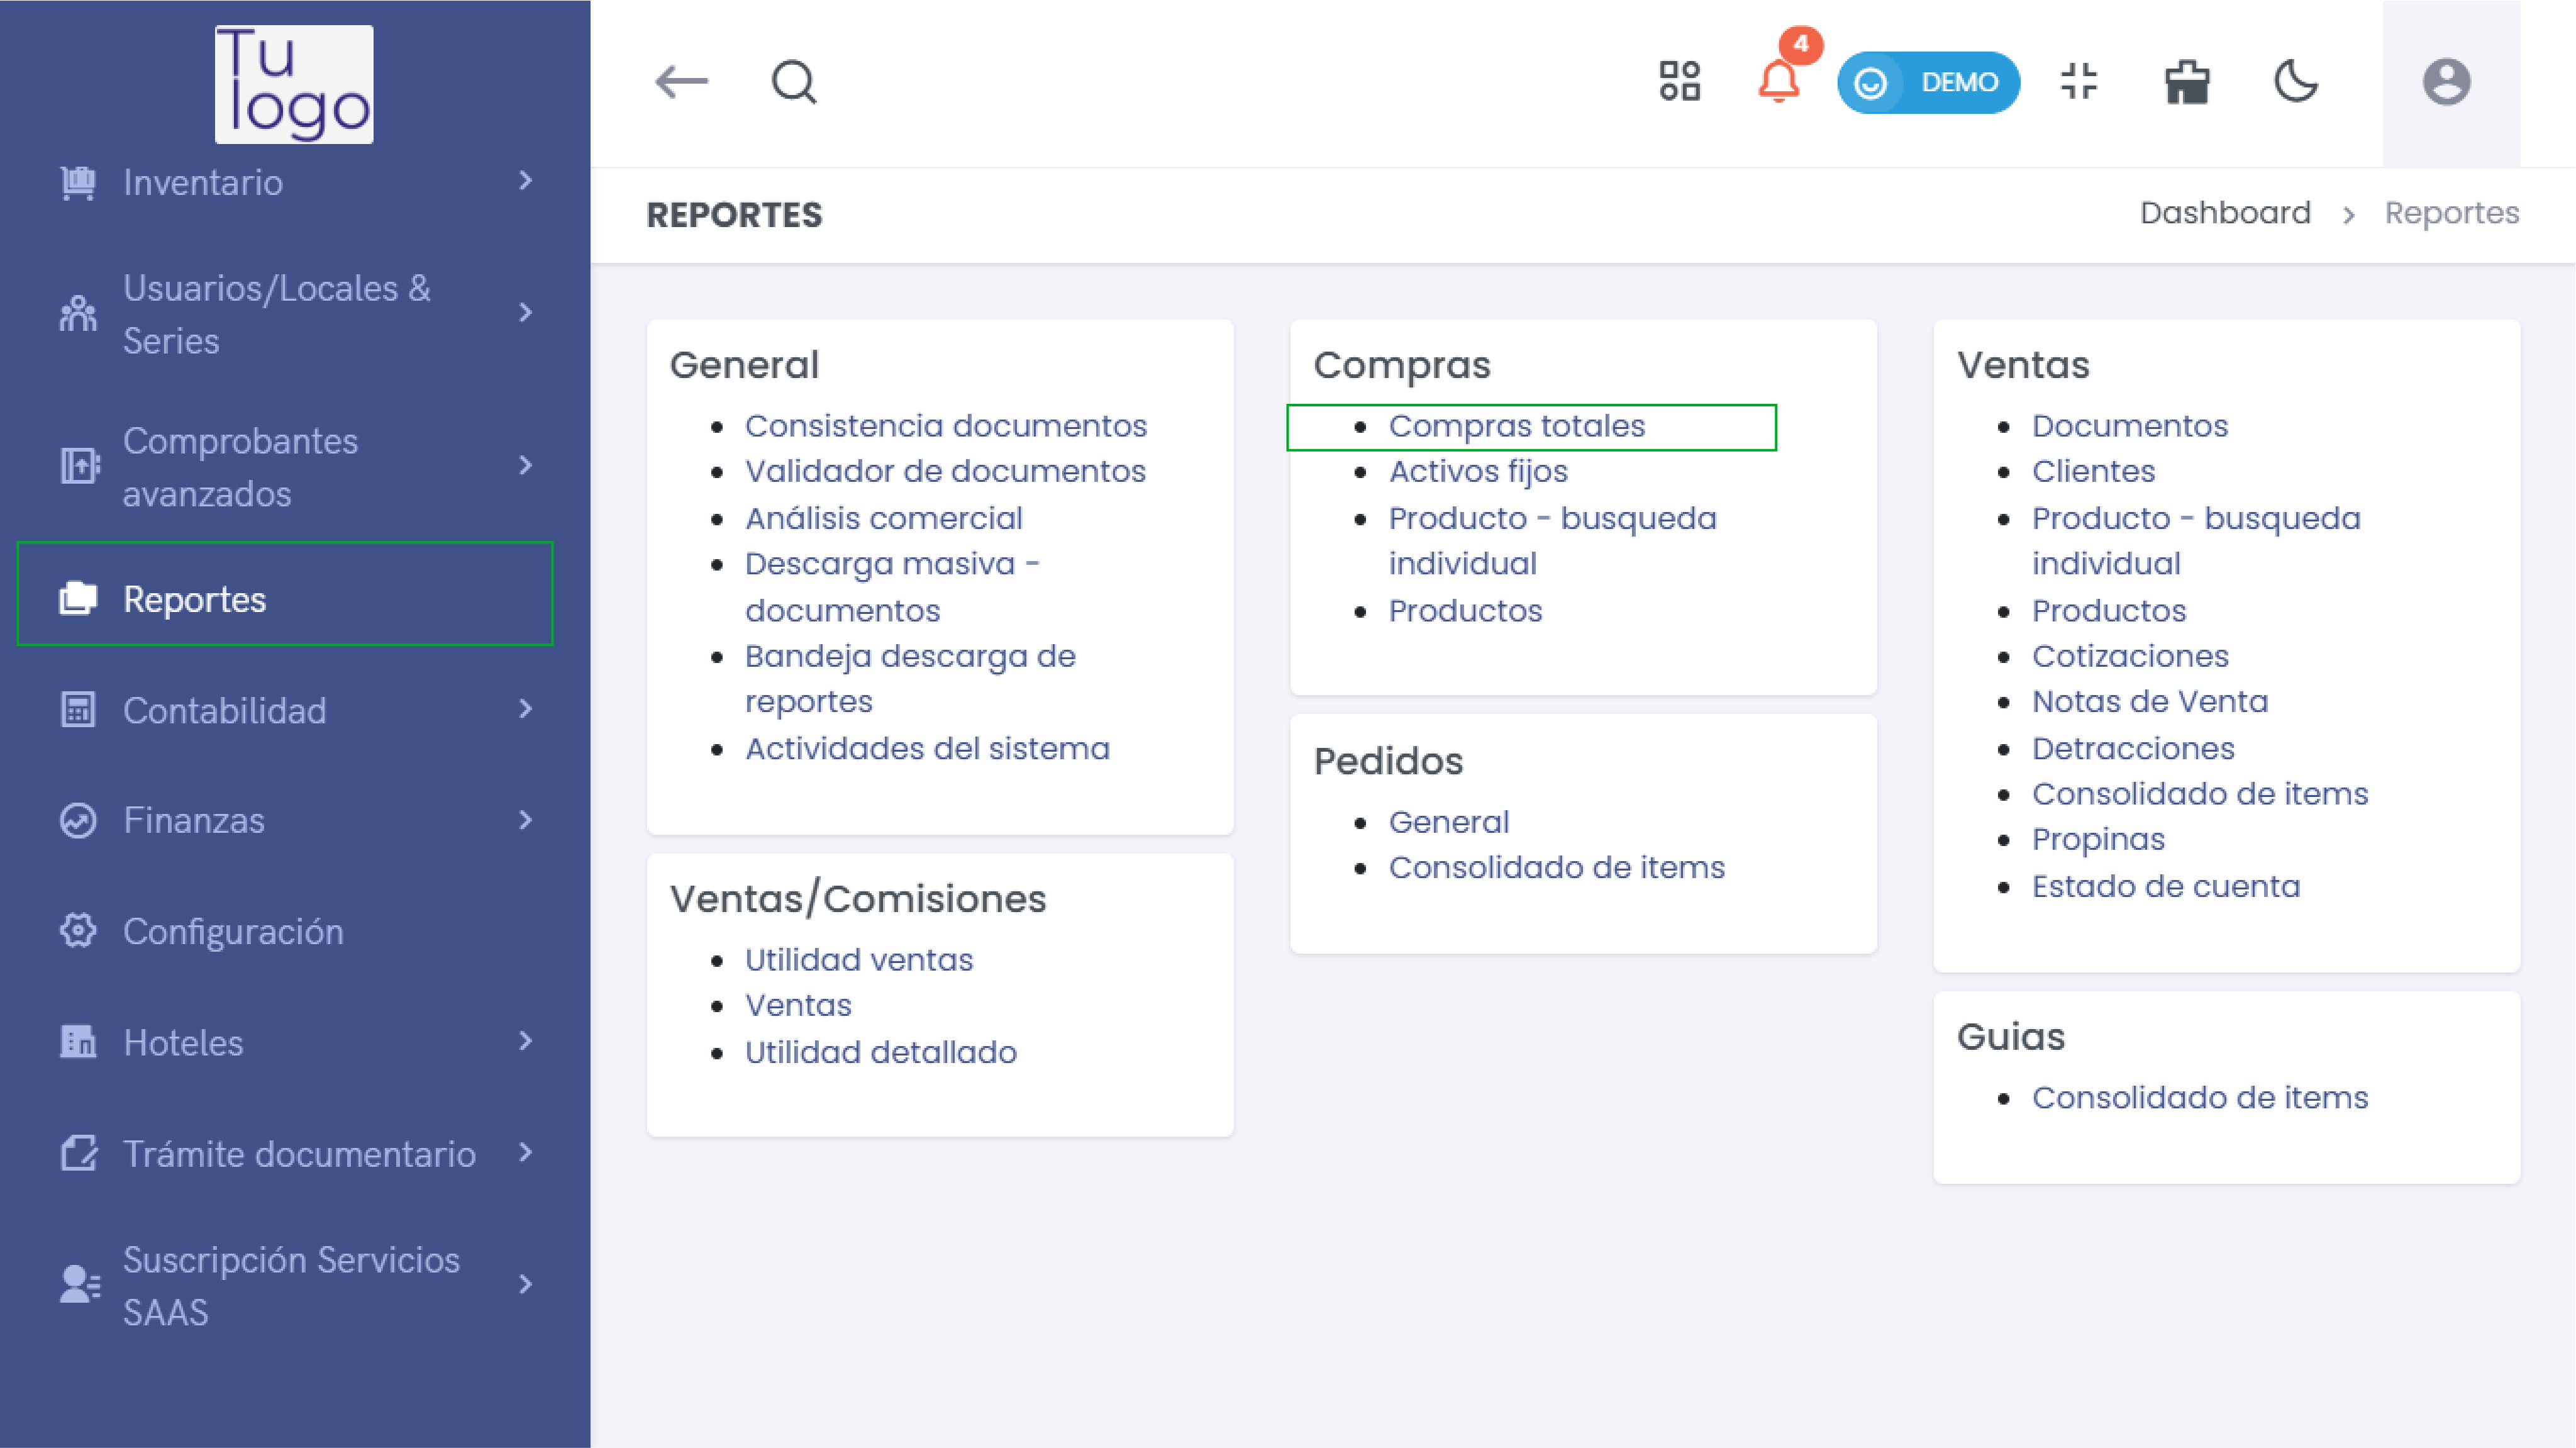 Tu
logo
Inventario
Usuarios/Locales &
Series
Comprobantes
avanzados
Reportes
Contabilidad
Finanzas
Configuración
Hoteles
Trámite documentario
Suscripción Servicios
SAAS
4
DEMO
REPORTES
Dashboard > Reportes
General
Consistencia documentos
Validador de documentos
Análisis comercial
Descarga masiva -
documentos
Bandeja descarga de
reportes
Actividades del sistema
Ventas/Comisiones
Utilidad ventas
Ventas
Utilidad detallado
Compras
Compras totales
Activos fijos
Producto - busqueda
individual
Productos
Pedidos
General
Consolidado de items
Ventas
Documentos
Clientes
Producto - busqueda
individual
Productos
Cotizaciones
Notas de Venta
Detracciones
Consolidado de items
Propinas
Estado de cuenta
Guias
Consolidado de items